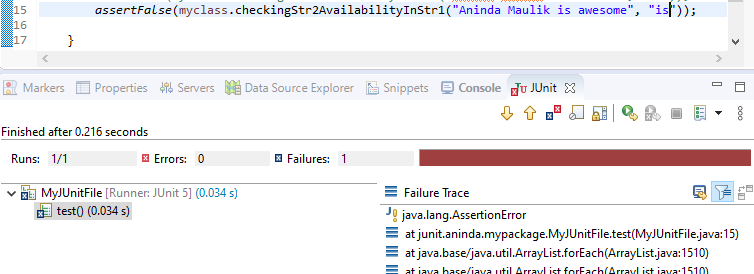 15 assertFalse(myclass.checkingStr2AvailabilityInStr1("Aninda Maulik is awesome", "is"));
}
Markers Properties Servers Data Source Explorer Snippets Console JUnit
Finished after 0.216 seconds
Runs: 1/1 Errors: 0 Failures: 1
MyJUnitFile [Runner: JUnit 5] (0.034 s)
test() (0.034 s)
Failure Trace
java.lang.AssertionError
at junit.aninda.mypackage.MyJUnitFile.test(MyJUnitFile.java:15)
at java.base/java.util.ArrayList.forEach(ArrayList.java:1510)
at java.base/java.util.ArrayList.forEach(ArrayList.java:1510)